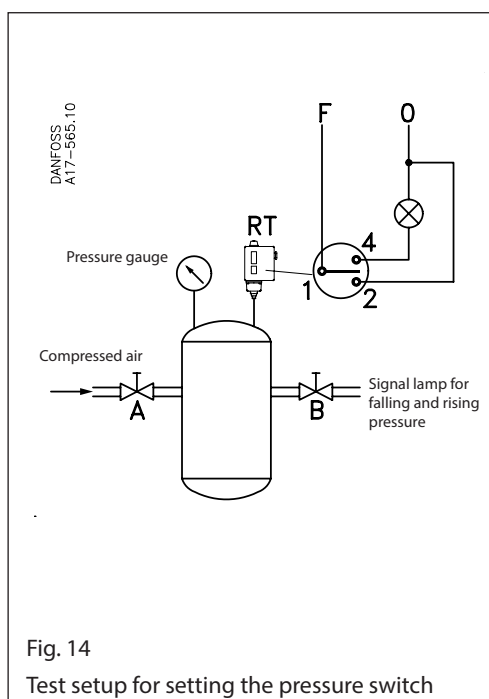 DANFOSS
A17-565.10
F
0
RT
4
1
2
Pressure gauge
Compressed air
A
B
Signal lamp for
falling and rising
pressure
Fig. 14
Test setup for setting the pressure switch